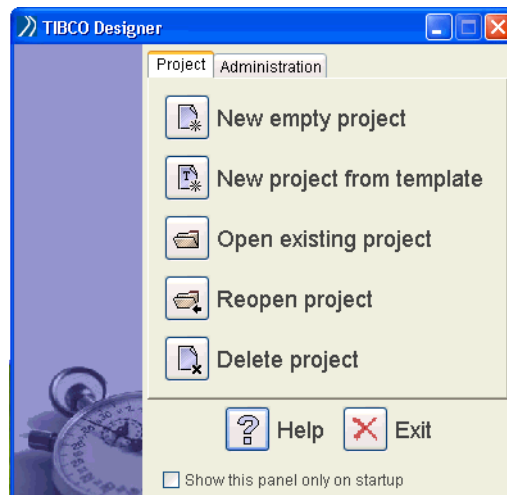 TIBCO Designer
Project Administration
New empty project
New project from template
Open existing project
Reopen project
Delete project
Help Exit
Show this panel only on startup